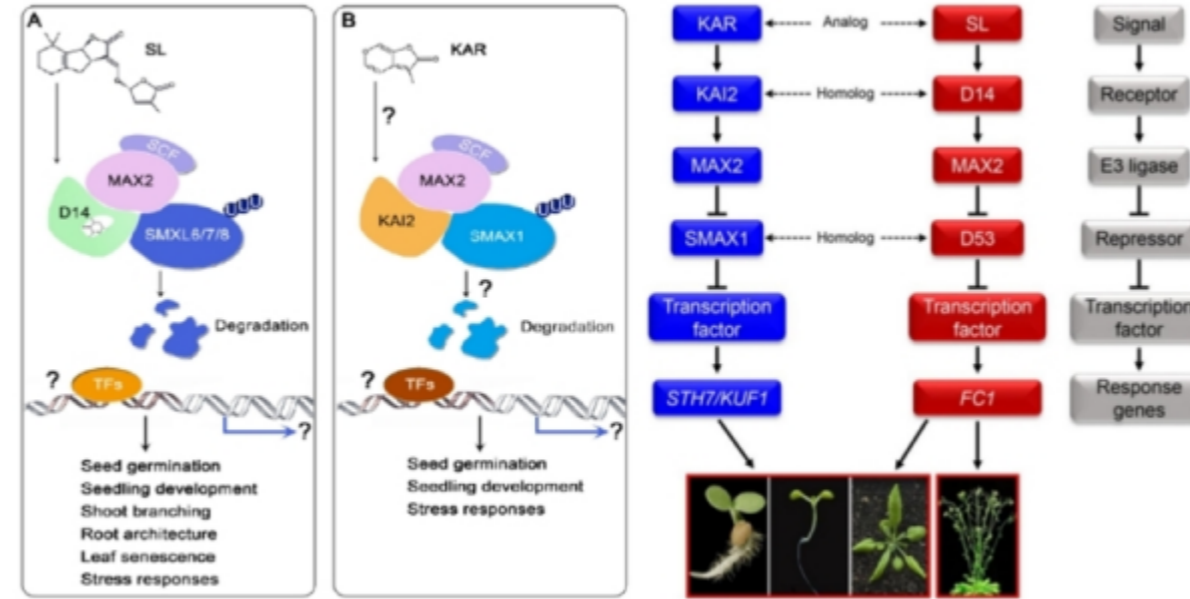 A
SL
SCF
MAX2
D14
SMXL6/7/8
UUU
Degradation
?
TFs
?
Seed germination
Seedling development
Shoot branching
Root architecture
Leaf senescence
Stress responses
B
KAR
?
SCF
MAX2
KAI2
SMAX1
UUU
?
Degradation
?
TFs
?
Seed germination
Seedling development
Stress responses
KAR
Analog
SL
Signal
KAI2
Homolog
D14
Receptor
MAX2
MAX2
E3 ligase
SMAX1
Homolog
D53
Repressor
Transcription
factor
Transcription
factor
Transcription
factor
STH7/KUF1
FC1
Response
genes